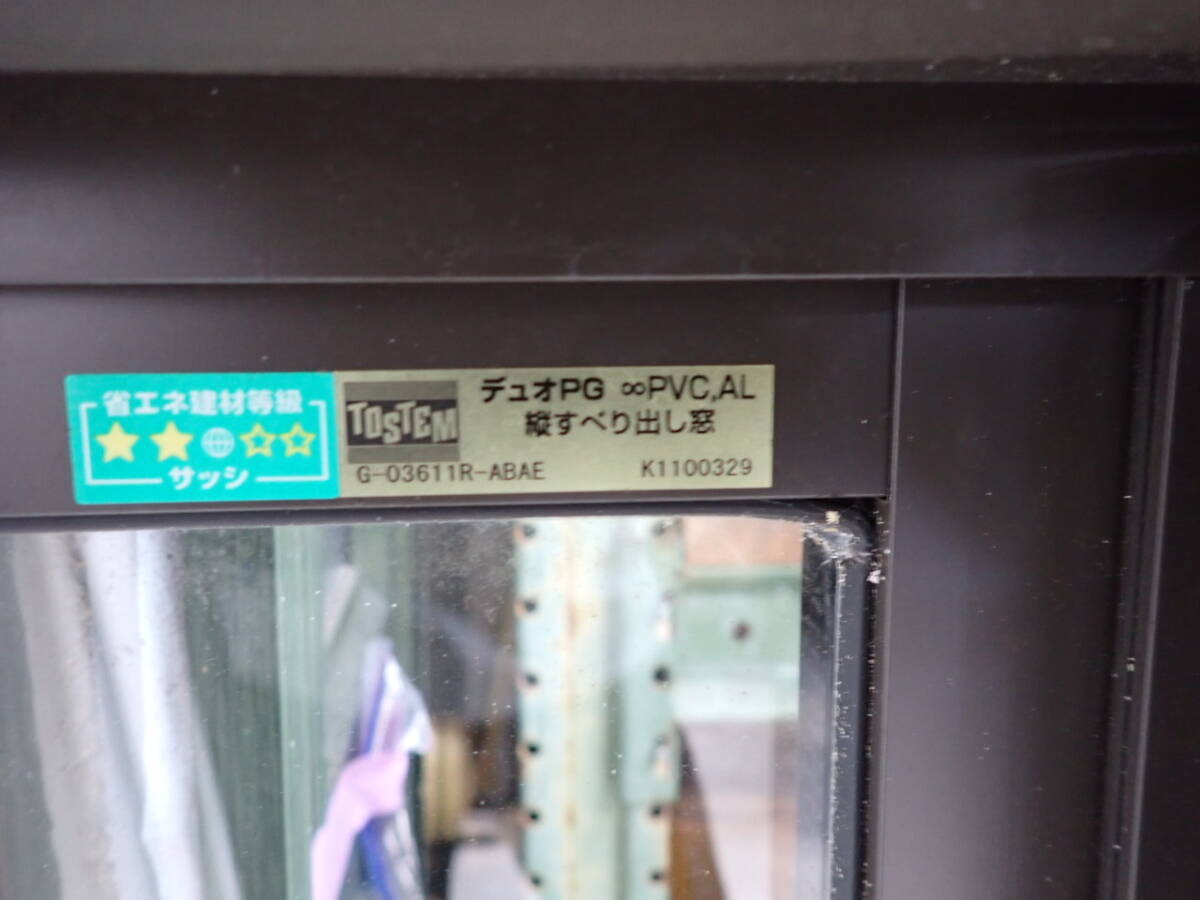 省エネ建材等級
サッシ
TOSTEM
デュオPG ∞PVC,AL
縦すべり出し窓
G-03611R-ABAE K1100329